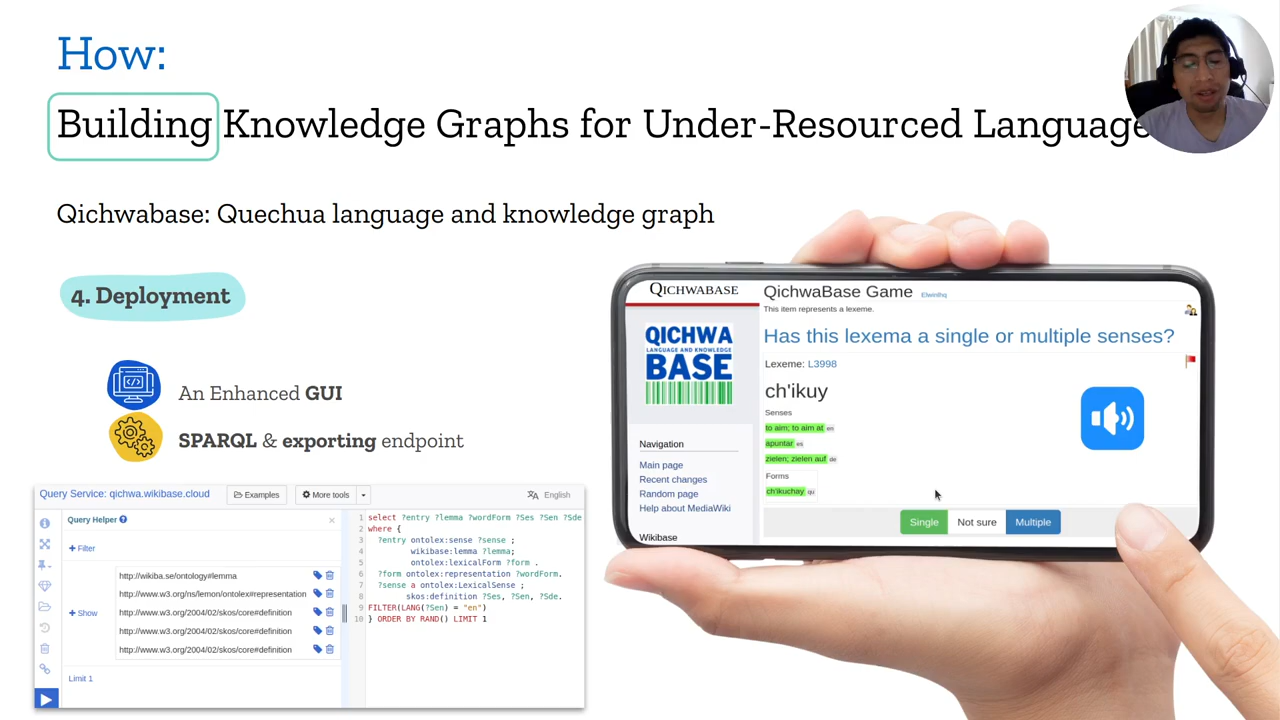 How:
Building Knowledge Graphs for Under-Resourced Language
Qichwabase: Quechua language and knowledge graph
4. Deployment
An Enhanced GUI
SPARQL & exporting endpoint
Query Service: qichwa.wikibase.cloud
Examples
More tools
English
Query Helper
×
+ Filter
+ Show
http://wikiba.se/ontology#lemma
http://www.w3.org/ns/lemon/ontolex#representation
http://www.w3.org/2004/02/skos/core#definition
http://www.w3.org/2004/02/skos/core#definition
http://www.w3.org/2004/02/skos/core#definition
Limit 1
1 select ?entry ?lemma ?wordForm ?Ses ?Sen ?Sde
2 where {
3 ?entry ontolex:sense ?sense ;
4 wikibase:lemma ?lemma;
5 ontolex:lexicalForm ?form .
6 ?form ontolex:representation ?wordForm.
7 ?sense a ontolex:LexicalSense ;
8 skos:definition ?Ses, ?Sen, ?Sde.
9 FILTER(LANG(?Sen) = "en")
10 } ORDER BY RAND() LIMIT 1
QICHWABASE
QICHWA
LANGUAGE AND KNOWLEDGE
BASE
Navigation
Main page
Recent changes
Random page
Help about MediaWiki
Wikibase
QichwaBase Game
Elwinlhq
This item represents a lexeme.
Has this lexema a single or multiple senses?
Lexeme: L3998
ch'ikuy
Senses
to aim; to aim at en
apuntar es
zielen; zielen auf de
Forms
ch'ikuchay qu
Single
Not sure
Multiple